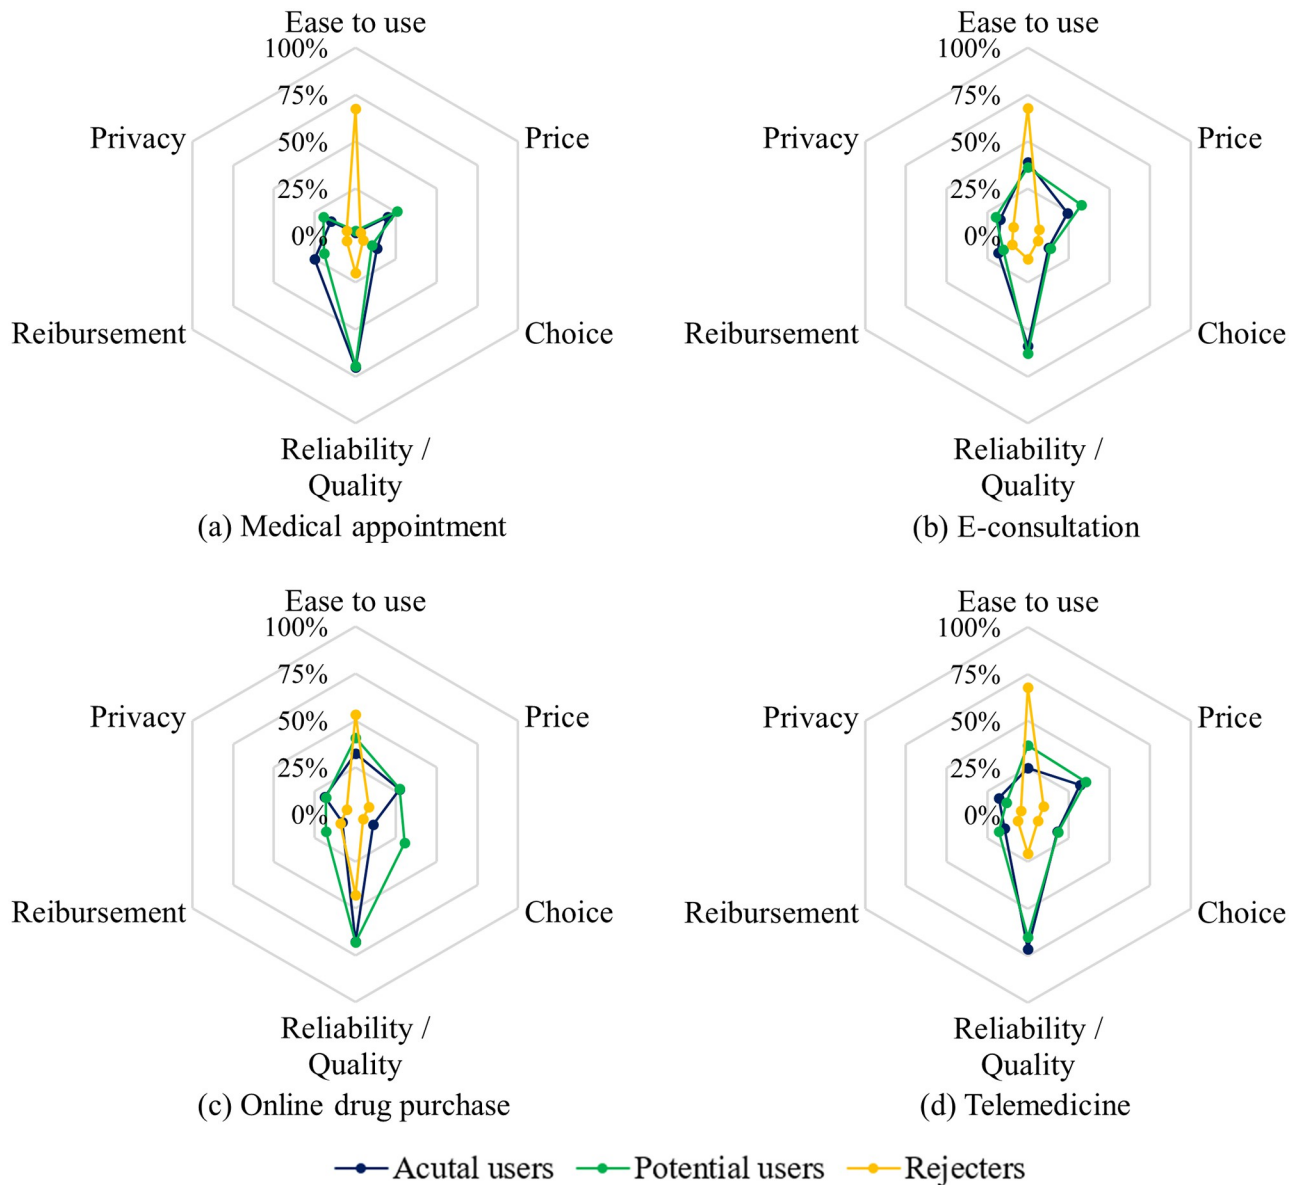 Ease to use
100%
75%
50%
25%
0%
Privacy
Price
Reibursement
Choice
Reliability /
Quality
(a) Medical appointment
Ease to use
100%
75%
50%
25%
0%
Privacy
Price
Reibursement
Choice
Reliability /
Quality
(b) E-consultation
Ease to use
100%
75%
50%
25%
0%
Privacy
Price
Reibursement
Choice
Reliability /
Quality
(c) Online drug purchase
Ease to use
100%
75%
50%
25%
0%
Privacy
Price
Reibursement
Choice
Reliability /
Quality
(d) Telemedicine
Acutal users Potential users Rejecters